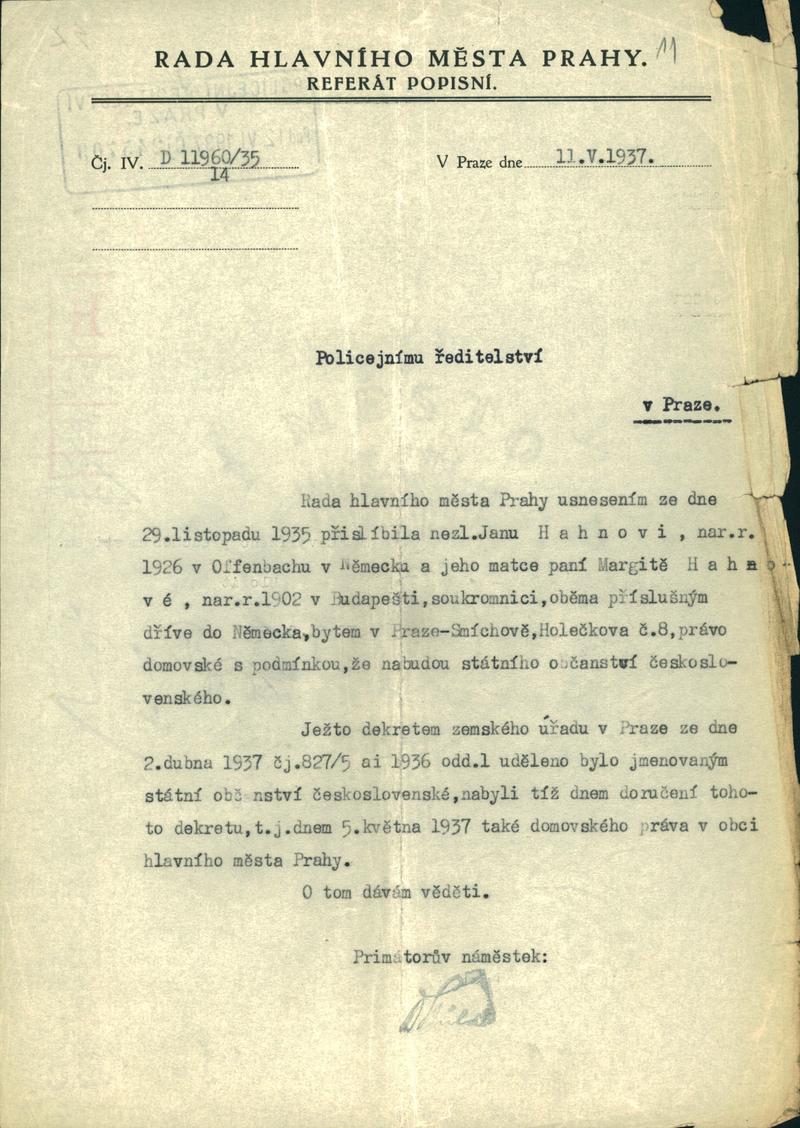 RADA HLAVNÍHO MĚSTA PRAHY. 11
REFERÁT POPISNÍ.
Čj. IV. D 11960/35
14
V Praze dne 11.V.1937.
Policejnímu ředitelství
v Praze.
Rada hlavního města Prahy usnesením ze dne
29.listopadu 1935 přislíbila nezl.Janu H a h n o v i , nar.r.
1926 v Offenbachu v Německu a jeho matce paní Margitě H a h n o-
v é , nar.r.1902 v Budapešti,soukromnici,oběma příslušným
dříve do Německa,bytem v Praze-Smíchově,Holečkova č.8,právo
domovské s podmínkou,že nabudou státního občanství českoslo-
venského.
Ježto dekretem zemského úřadu v Praze ze dne
2.dubna 1937 čj.827/5 ai 1936 odd.1 uděleno bylo jmenovaným
státní obč nství československé,nabyli tíž dnem doručení toho-
to dekretu,t.j.dnem 5.května 1937 také domovského práva v obci
hlavního města Prahy.
O tom dávám věděti.
Primátorův náměstek: